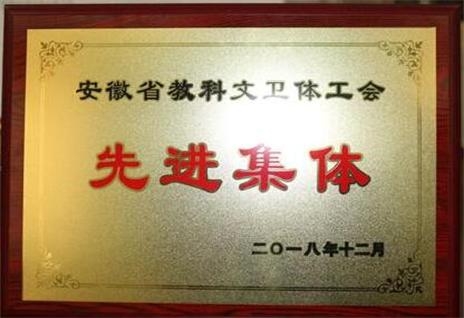 安徽省教科文卫体工会
先进集体
二〇一八年十二月